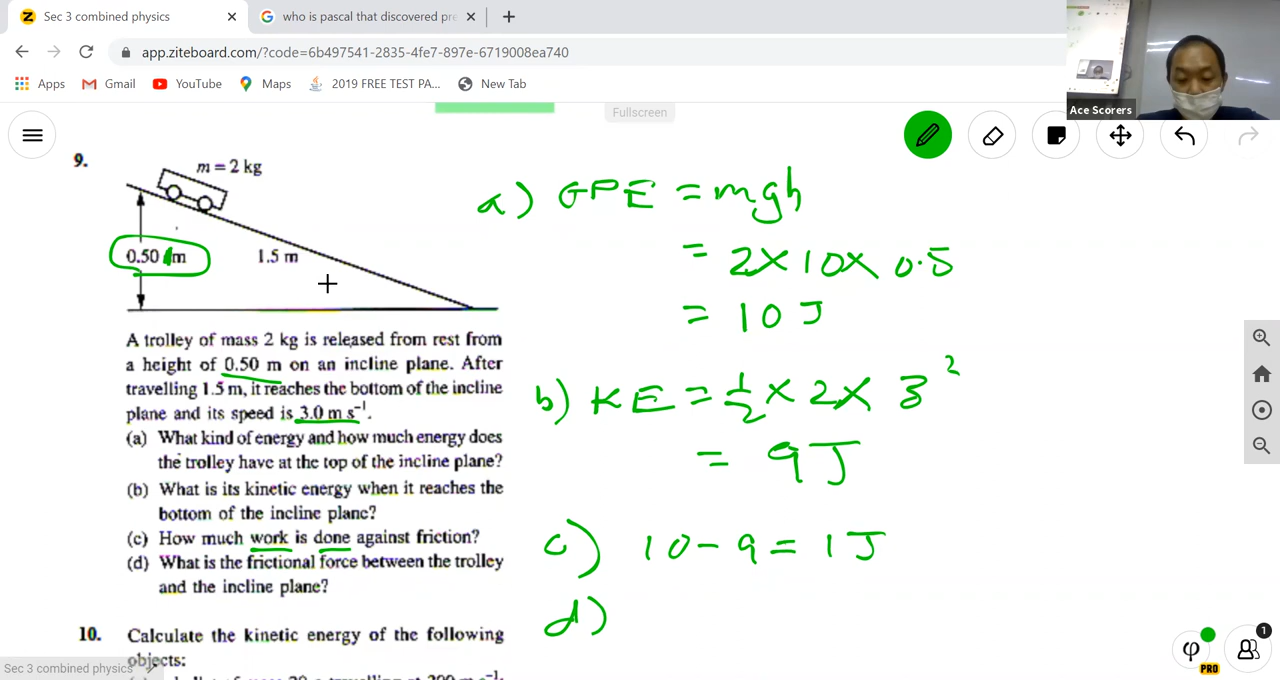 Sec 3 combined physics
who is pascal that discovered pre
app.ziteboard.com/?code=6b497541-2835-4fe7-897e-6719008ea740
Apps
Gmail
YouTube
Maps
2019 FREE TEST PA...
New Tab
Ace Scorers
Fullscreen
9.
m = 2 kg
0.50 m
1.5 m
A trolley of mass 2 kg is released from rest from
a height of 0.50 m on an incline plane. After
travelling 1.5 m, it reaches the bottom of the incline
plane and its speed is 3.0 m s⁻¹.
(a) What kind of energy and how much energy does
the trolley have at the top of the incline plane?
(b) What is its kinetic energy when it reaches the
bottom of the incline plane?
(c) How much work is done against friction?
(d) What is the frictional force between the trolley
and the incline plane?
10. Calculate the kinetic energy of the following
objects:
a) GPE = mgh
= 2 × 10 × 0.5
= 10 J
b) KE = ½ × 2 × 3²
= 9 J
c) 10 - 9 = 1 J
d)
Sec 3 combined physics
1
φ
PRO